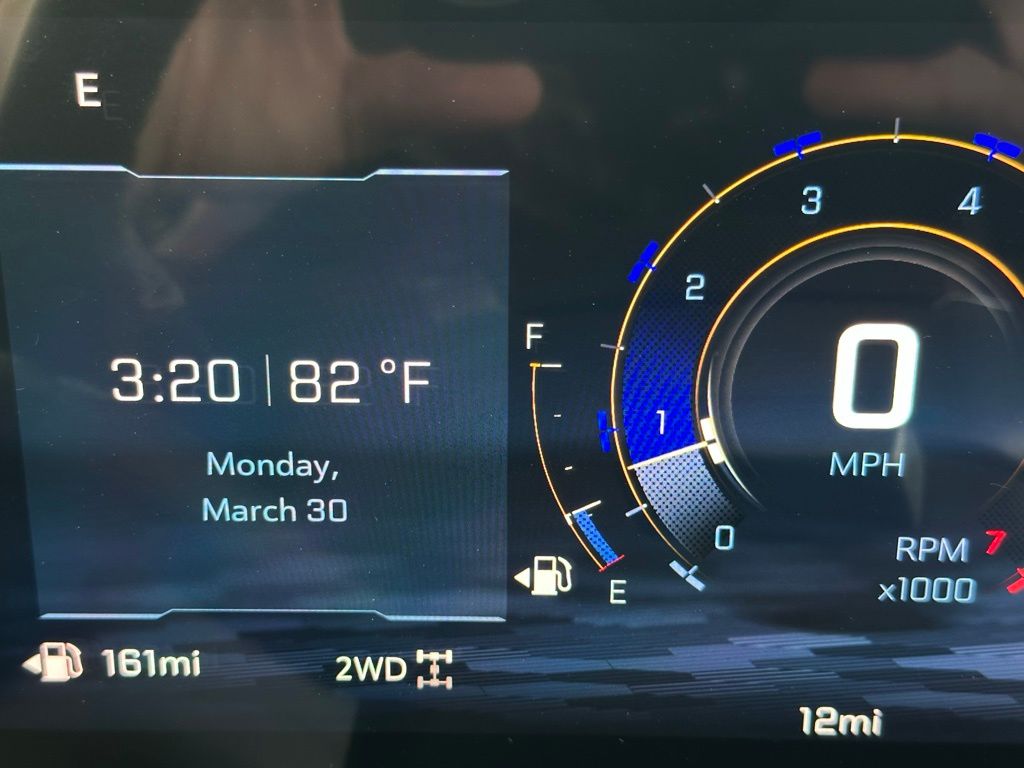 E
3:20 | 82 °F
Monday,
March 30
161mi
2WD
F
E
0
1
2
3
4
0
MPH
RPM
x1000
7
12mi